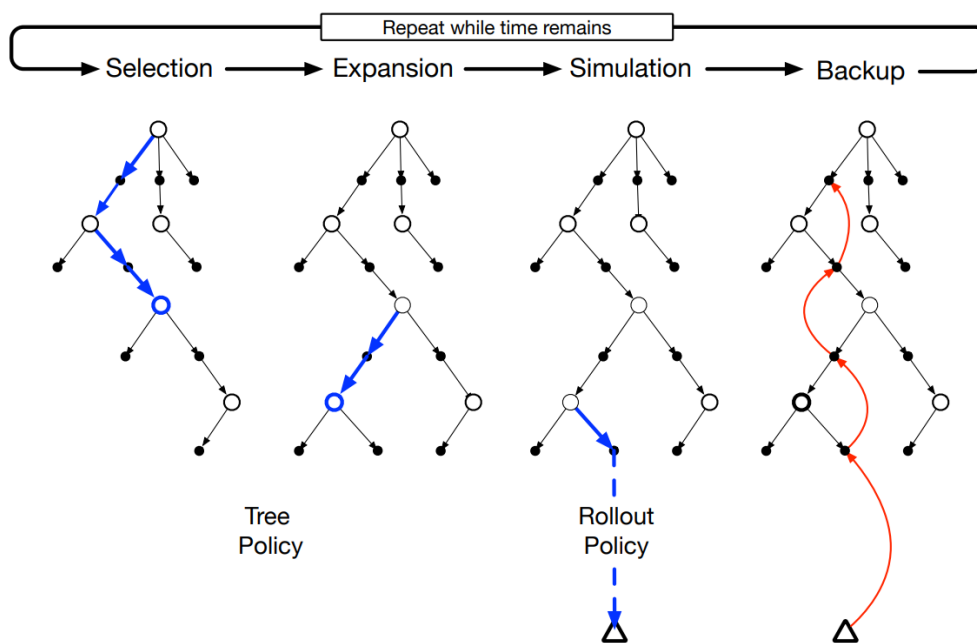 Repeat while time remains
Selection
Expansion
Simulation
Backup
Tree
Policy
Rollout
Policy